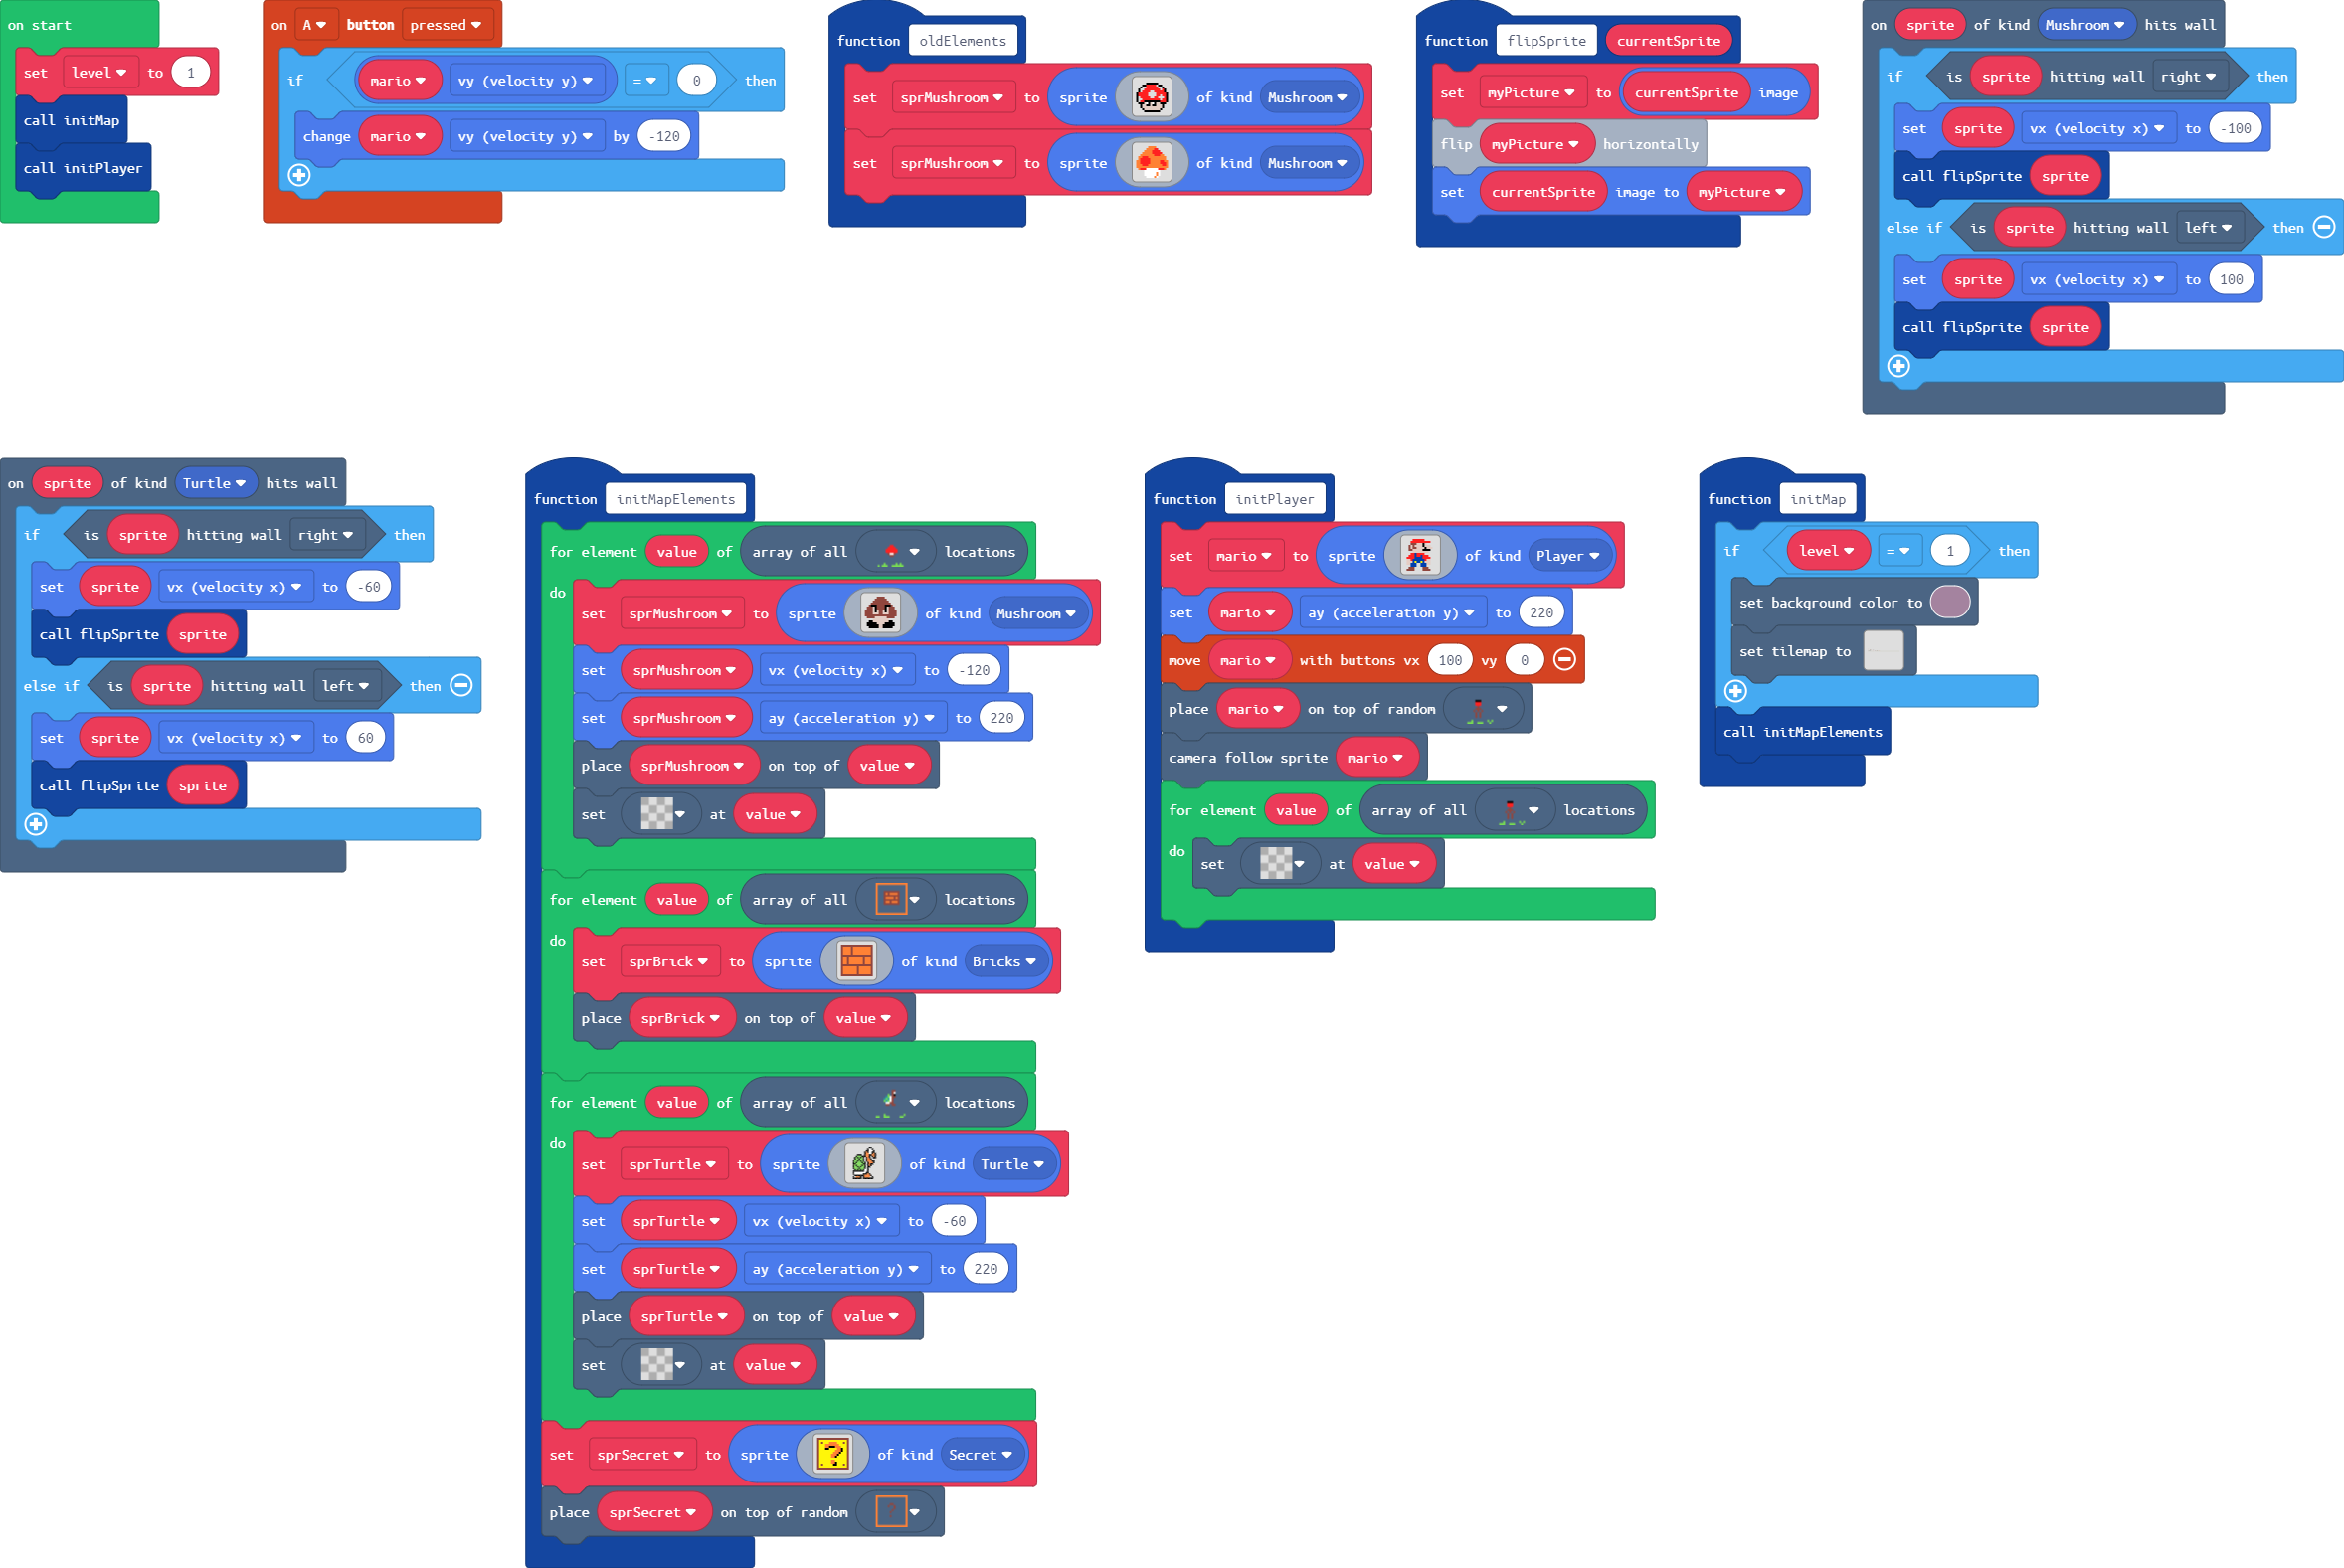 on start
set level to 1
call initMap
call initPlayer
on A button pressed
if mario vy (velocity y) = 0 then
change mario vy (velocity y) by -120
function oldElements
set sprMushroom to sprite of kind Mushroom
set sprMushroom to sprite of kind Mushroom
function flipSprite currentSprite
set myPicture to currentSprite image
flip myPicture horizontally
set currentSprite image to myPicture
on sprite of kind Mushroom hits wall
if is sprite hitting wall right then
set sprite vx (velocity x) to -100
call flipSprite sprite
else if is sprite hitting wall left then
set sprite vx (velocity x) to 100
call flipSprite sprite
on sprite of kind Turtle hits wall
if is sprite hitting wall right then
set sprite vx (velocity x) to -60
call flipSprite sprite
else if is sprite hitting wall left then
set sprite vx (velocity x) to 60
call flipSprite sprite
function initMapElements
for element value of array of all locations
do
set sprMushroom to sprite of kind Mushroom
set sprMushroom vx (velocity x) to -120
set sprMushroom ay (acceleration y) to 220
place sprMushroom on top of value
set at value
for element value of array of all locations
do
set sprBrick to sprite of kind Bricks
place sprBrick on top of value
for element value of array of all locations
do
set sprTurtle to sprite of kind Turtle
set sprTurtle vx (velocity x) to -60
set sprTurtle ay (acceleration y) to 220
place sprTurtle on top of value
set at value
set sprSecret to sprite ? of kind Secret
place sprSecret on top of random ?
function initPlayer
set mario to sprite of kind Player
set mario ay (acceleration y) to 220
move mario with buttons vx 100 vy 0
place mario on top of random
camera follow sprite mario
for element value of array of all locations
do
set at value
function initMap
if level = 1 then
set background color to
set tilemap to
call initMapElements